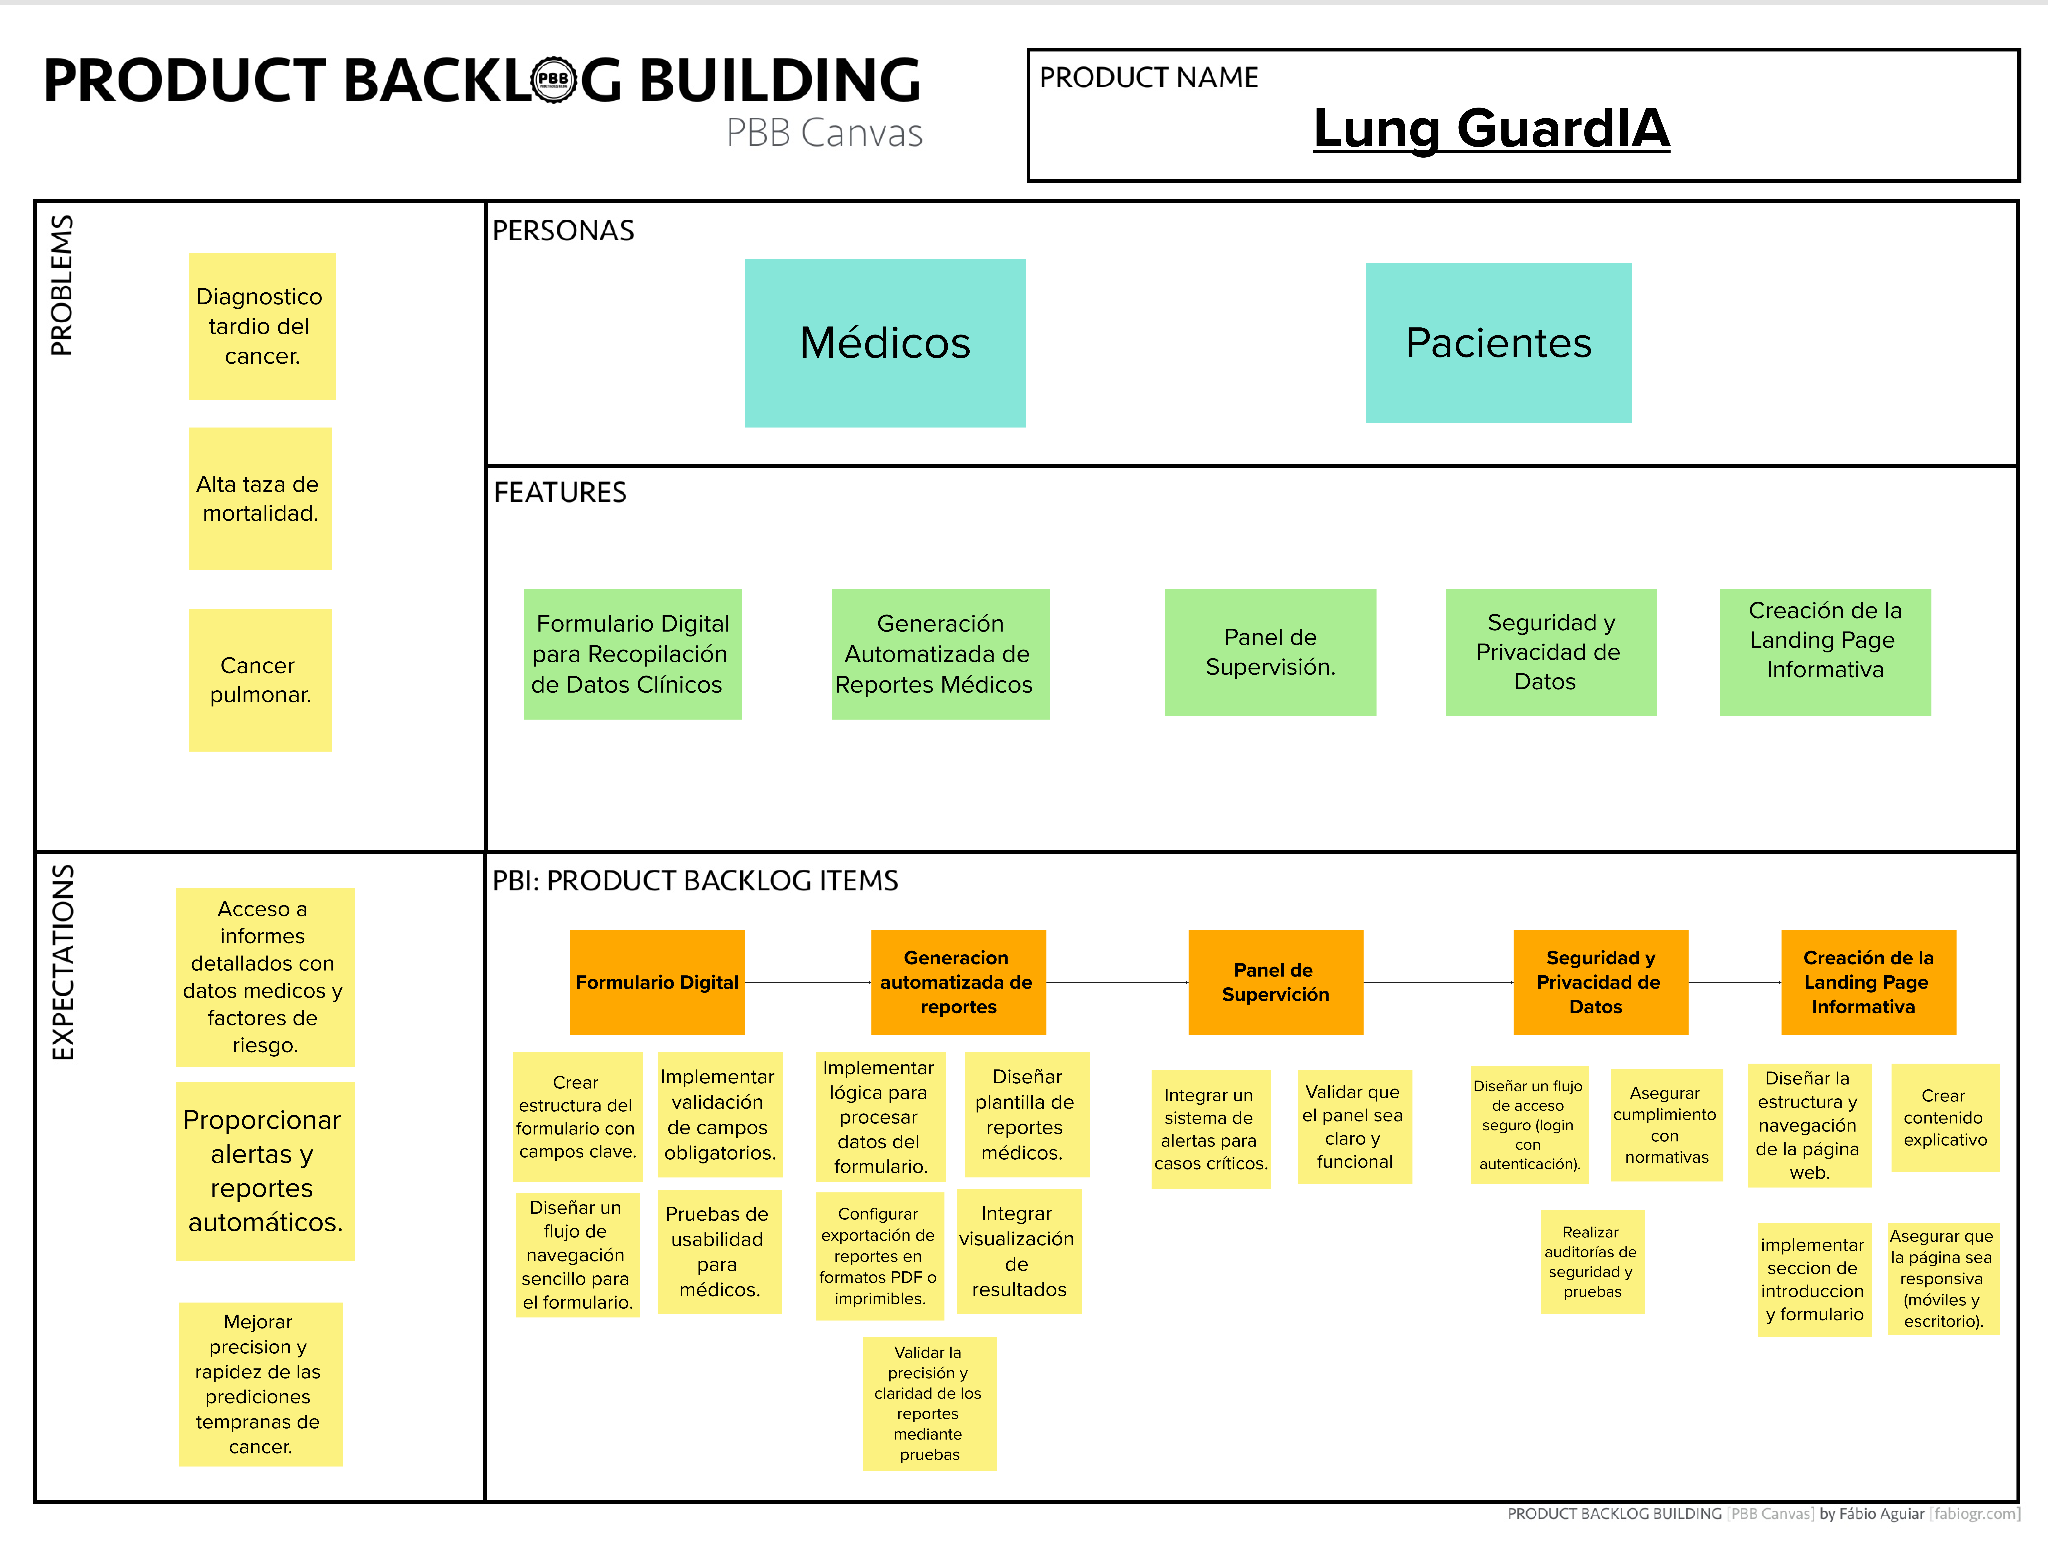 PRODUCT BACKLOG BUILDING
PBB
PBB Canvas
PRODUCT NAME
Lung GuardIA
PROBLEMS
Diagnostico
tardio del
cancer.
Alta taza de
mortalidad.
Cancer
pulmonar.
PERSONAS
Médicos
Pacientes
FEATURES
Formulario Digital
para Recopilación
de Datos Clínicos
Generación
Automatizada de
Reportes Médicos
Panel de
Supervisión.
Seguridad y
Privacidad de
Datos
Creación de la
Landing Page
Informativa
EXPECTATIONS
Acceso a
informes
detallados con
datos medicos y
factores de
riesgo.
Proporcionar
alertas y
reportes
automáticos.
Mejorar
precision y
rapidez de las
prediciones
tempranas de
cancer.
PBI: PRODUCT BACKLOG ITEMS
Formulario Digital
Generacion
automatizada de
reportes
Panel de
Supervición
Seguridad y
Privacidad de
Datos
Creación de la
Landing Page
Informativa
Crear
estructura del
formulario con
campos clave.
Implementar
validación
de campos
obligatorios.
Diseñar un
flujo de
navegación
sencillo para
el formulario.
Pruebas de
usabilidad
para
médicos.
Implementar
lógica para
procesar
datos del
formulario.
Diseñar
plantilla de
reportes
médicos.
Configurar
exportación de
reportes en
formatos PDF o
imprimibles.
Integrar
visualización
de
resultados
Validar la
precisión y
claridad de los
reportes
mediante
pruebas
Integrar un
sistema de
alertas para
casos críticos.
Validar que
el panel sea
claro y
funcional
Diseñar un flujo
de acceso
seguro (login
con
autenticación).
Asegurar
cumplimiento
con
normativas
Realizar
auditorías de
seguridad y
pruebas
Diseñar la
estructura y
navegación
de la página
web.
Crear
contenido
explicativo
implementar
seccion de
introduccion
y formulario
Asegurar que
la página sea
responsiva
(móviles y
escritorio).
PRODUCT BACKLOG BUILDING [PBB Canvas] by Fábio Aguiar [fabiogr.com]